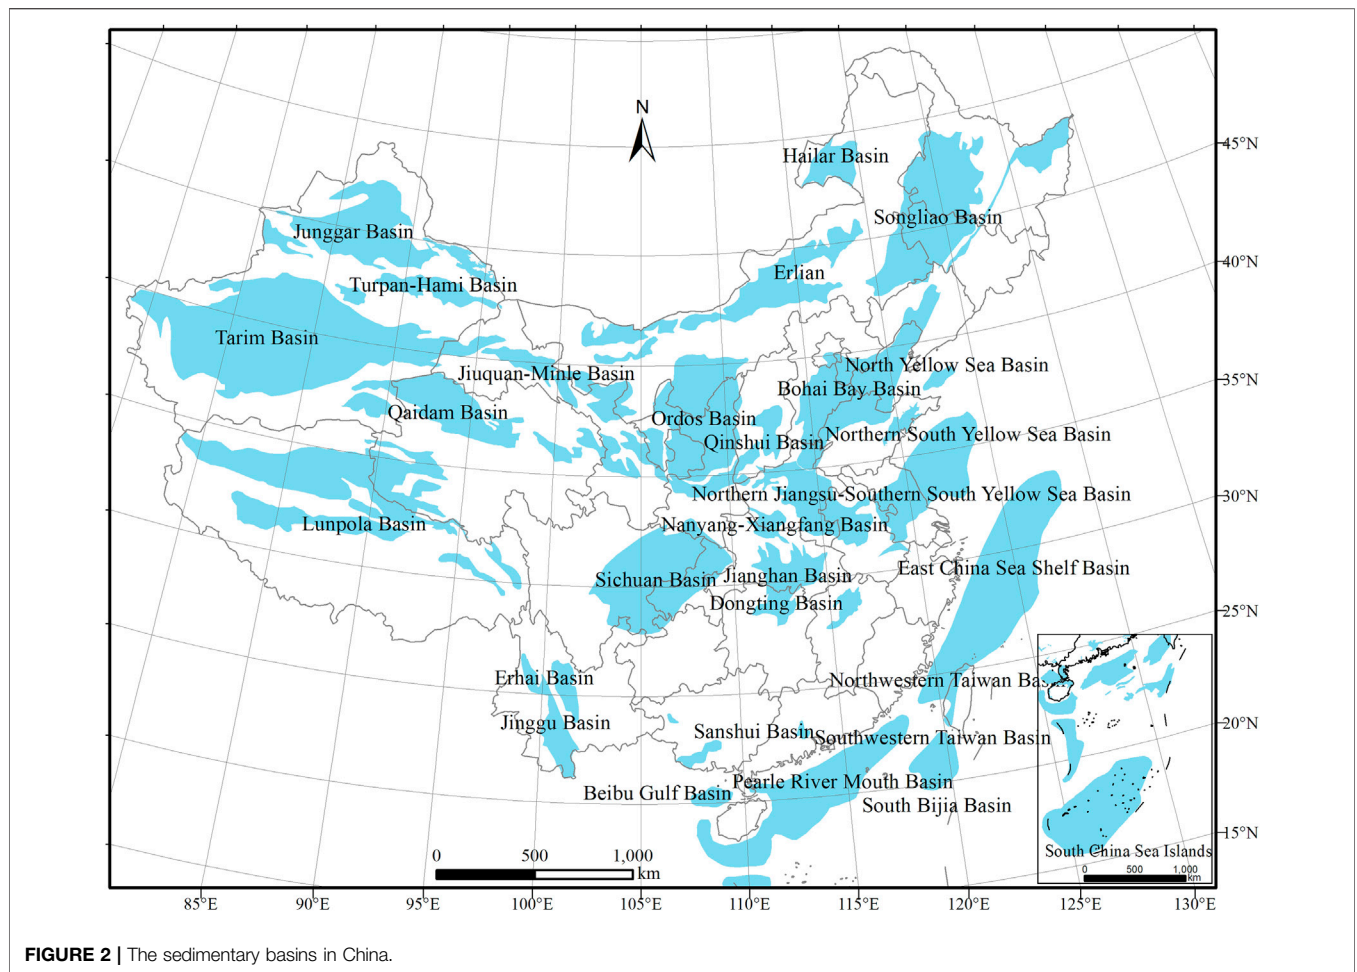 N
Hailar Basin
45°N
Songliao Basin
Junggar Basin
40°N
Erlian
Turpan-Hami Basin
Tarim Basin
North Yellow Sea Basin
Jiuquan-Minle Basin
35°N
Bohai Bay Basin
Qaidam Basin
Ordos Basin
Northern South Yellow Sea Basin
Qinshui Basin
Northern Jiangsu-Southern South Yellow Sea Basin
30°N
Lunpola Basin
Nanyang-Xiangfang Basin
East China Sea Shelf Basin
Sichuan Basin
Jianghan Basin
Dongting Basin
25°N
Erhai Basin
Northwestern Taiwan Basin
Jinggu Basin
20°N
Sanshui Basin
Southwestern Taiwan Basin
Pearle River Mouth Basin
Beibu Gulf Basin
South Bijia Basin
15°N
South China Sea Islands
0 500 1,000
km
0 500 1,000
km
85°E 90°E 95°E 100°E 105°E 110°E 115°E 120°E 125°E 130°E
FIGURE 2 | The sedimentary basins in China.